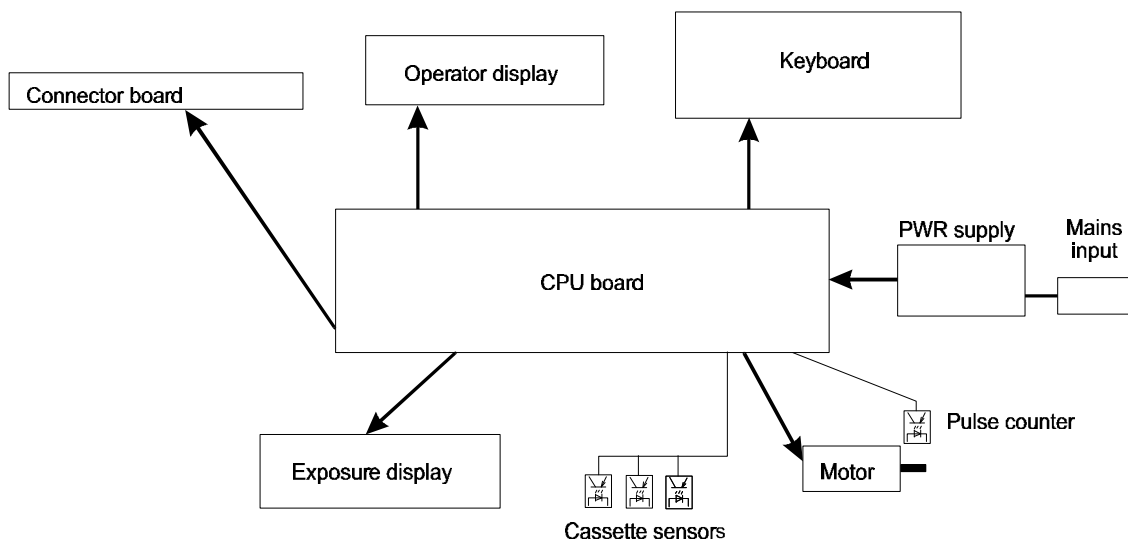 Operator display
Keyboard
Connector board
PWR supply
Mains
input
CPU board
Pulse counter
Exposure display
Motor
Cassette sensors